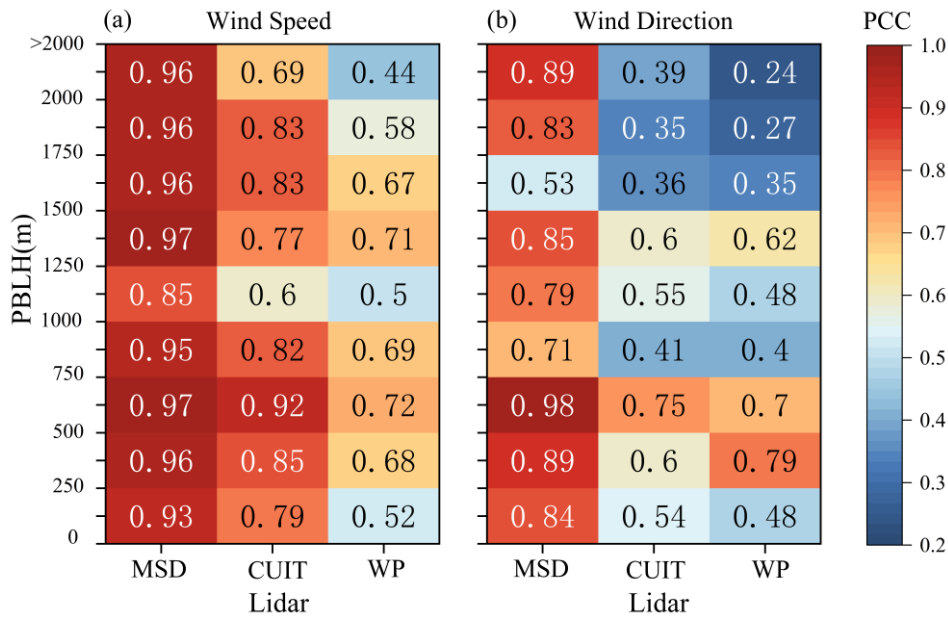 (a) Wind Speed (b) Wind Direction PCC
>2000 0.96 0.69 0.44 0.89 0.39 0.24 1.0
2000 0.96 0.83 0.58 0.83 0.35 0.27 0.9
1750 0.96 0.83 0.67 0.53 0.36 0.35 0.8
1500 0.97 0.77 0.71 0.85 0.6 0.62 0.7
1250 0.85 0.6 0.5 0.79 0.55 0.48 0.6
1000 0.95 0.82 0.69 0.71 0.41 0.4 0.5
750 0.97 0.92 0.72 0.98 0.75 0.7 0.4
500 0.96 0.85 0.68 0.89 0.6 0.79 0.3
250 0.93 0.79 0.52 0.84 0.54 0.48 0.2
0
PBLH(m)
MSD CUIT WP MSD CUIT WP
Lidar Lidar